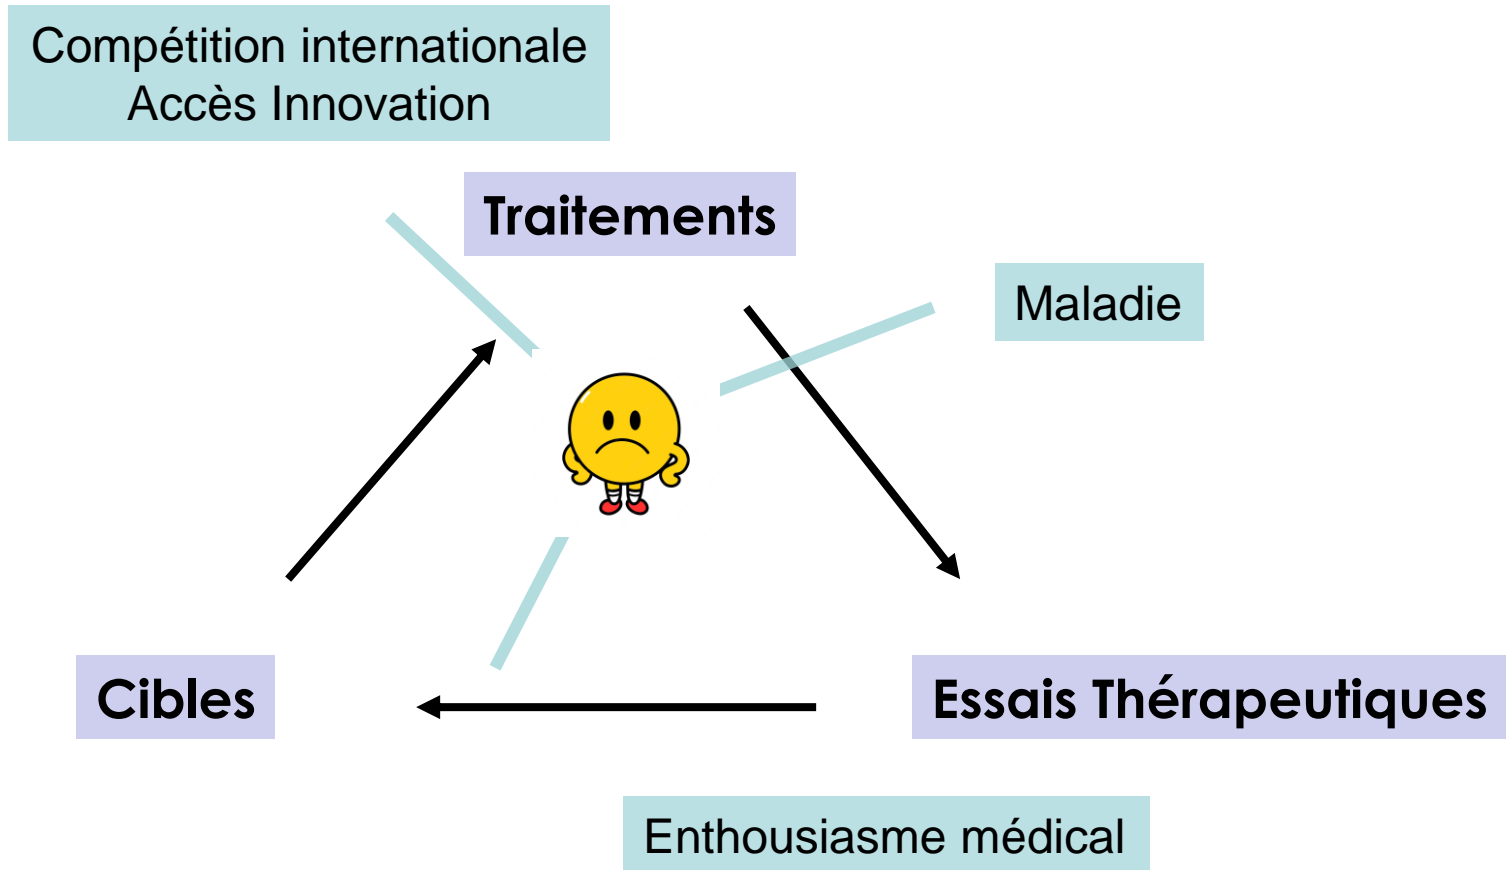 Compétition internationale
Accès Innovation
Traitements
Maladie
Cibles
Essais Thérapeutiques
Enthousiasme médical